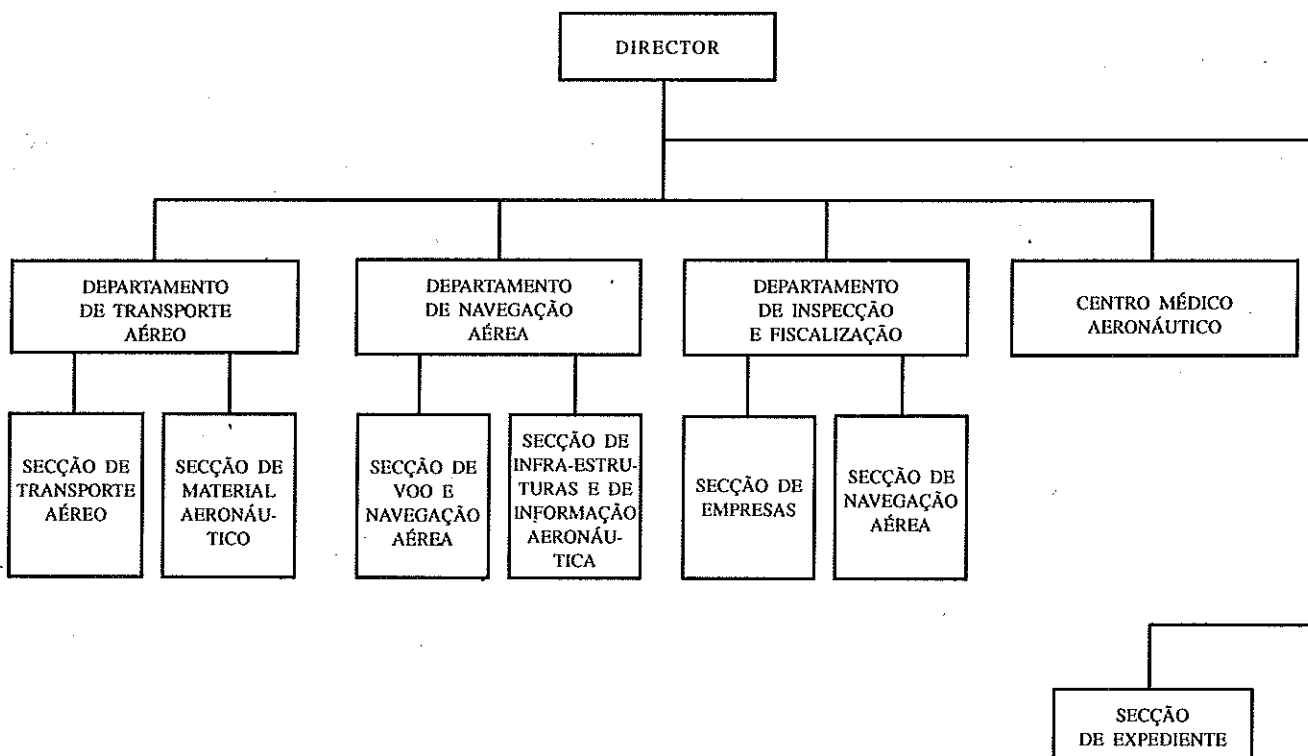 DIRECTOR
DEPARTAMENTO
DE TRANSPORTE
AÉREO
DEPARTAMENTO
DE NAVEGAÇÃO
AÉREA
DEPARTAMENTO
DE INSPECÇÃO
E FISCALIZAÇÃO
CENTRO MÉDICO
AERONÁUTICO
SECÇÃO DE
TRANSPORTE
AÉREO
SECÇÃO DE
MATERIAL
AERONÁU-
TICO
SECÇÃO DE
VOO E
NAVEGAÇÃO
AÉREA
SECÇÃO DE
INFRA-ESTRU-
TURAS E DE
INFORMAÇÃO
AERONÁU-
TICA
SECÇÃO DE
EMPRESAS
SECÇÃO DE
NAVEGAÇÃO
AÉREA
SECÇÃO
DE EXPEDIENTE